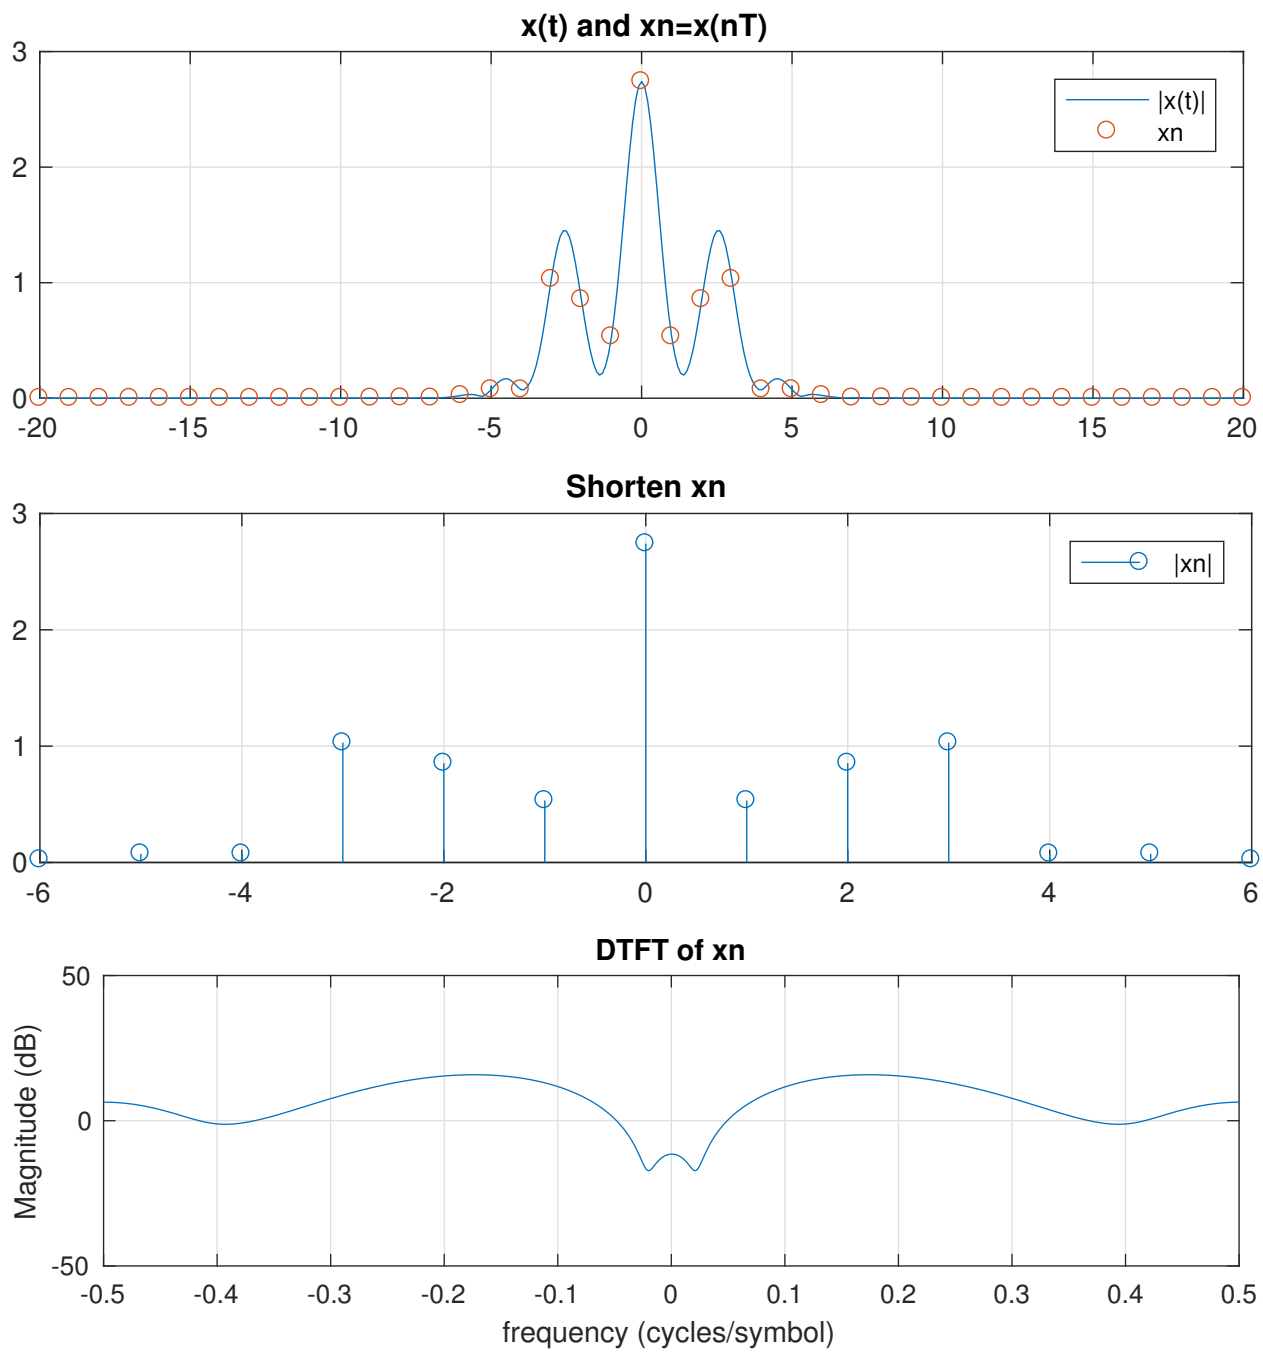 x(t) and xn=x(nT)
3
2
1
0
|x(t)|
xn
-20 -15 -10 -5 0 5 10 15 20
Shorten xn
3
2
1
0
|xn|
-6 -4 -2 0 2 4 6
DTFT of xn
50
0
-50
Magnitude (dB)
-0.5 -0.4 -0.3 -0.2 -0.1 0 0.1 0.2 0.3 0.4 0.5
frequency (cycles/symbol)